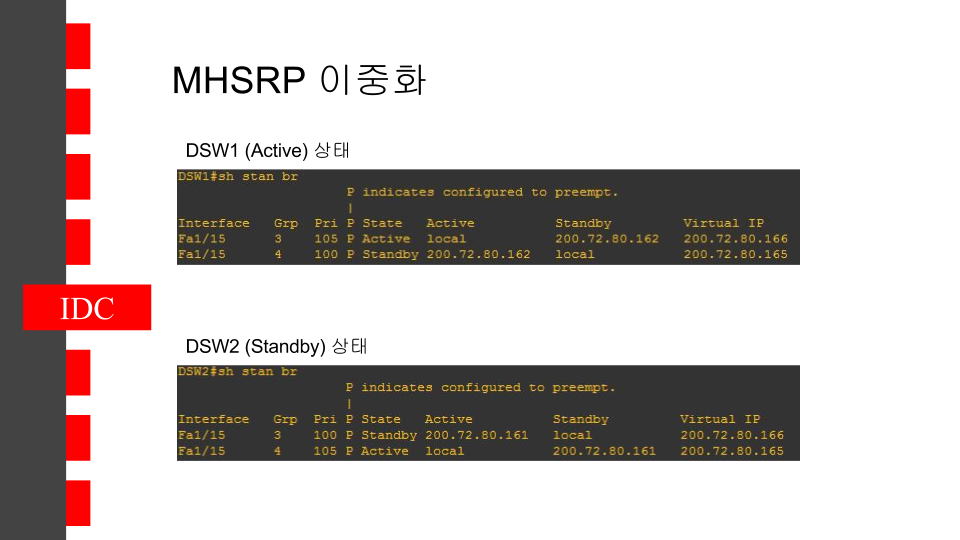 MHSRP 이중화
DSW1 (Active) 상태
DSW1#sh stan br
P indicates configured to preempt.
|
Interface Grp Pri P State Active Standby Virtual IP
Fa1/15 3 105 P Active local 200.72.80.162 200.72.80.166
Fa1/15 4 100 P Standby 200.72.80.162 local 200.72.80.165
IDC
DSW2 (Standby) 상태
DSW2#sh stan br
P indicates configured to preempt.
|
Interface Grp Pri P State Active Standby Virtual IP
Fa1/15 3 100 P Standby 200.72.80.161 local 200.72.80.166
Fa1/15 4 105 P Active local 200.72.80.161 200.72.80.165